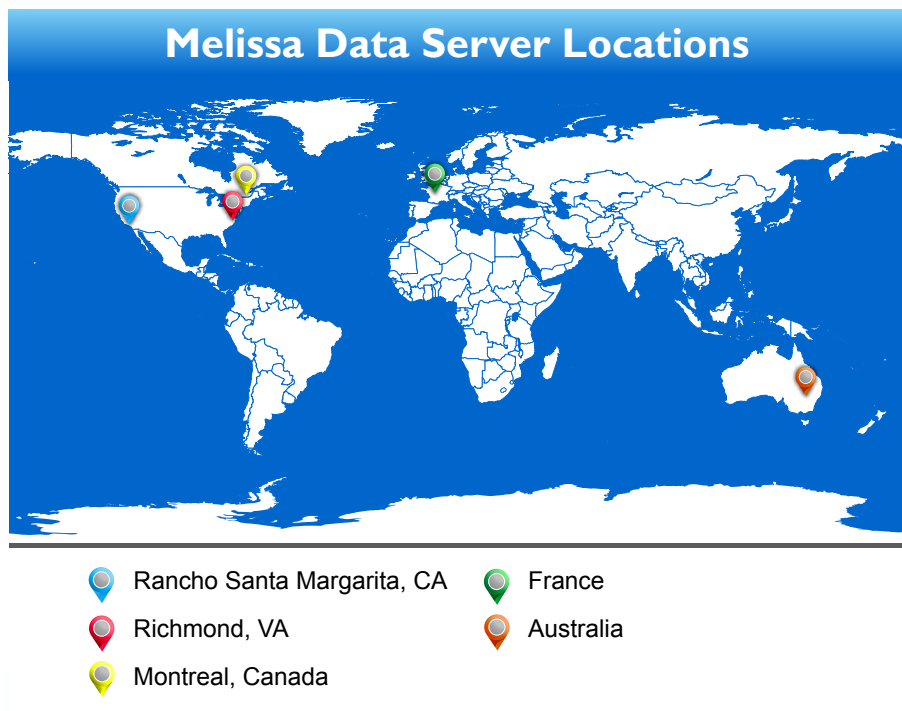 Melissa Data Server Locations
Rancho Santa Margarita, CA
Richmond, VA
Montreal, Canada
France
Australia